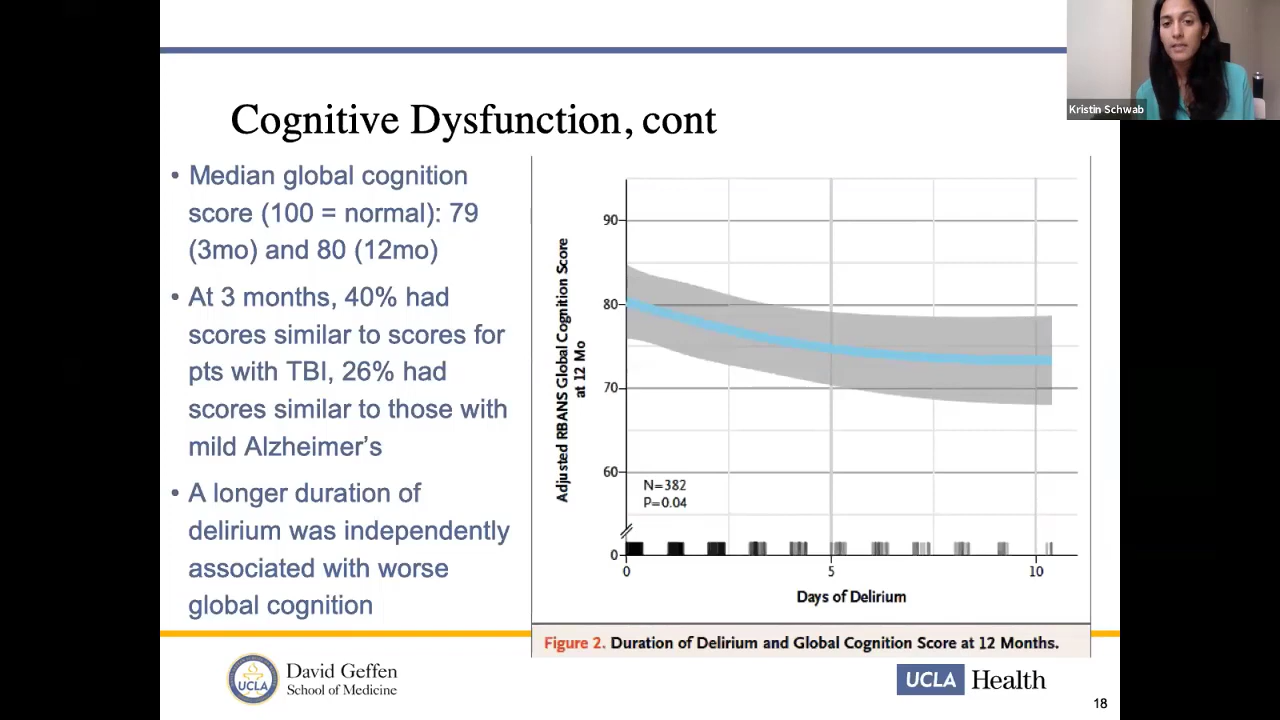 Kristin Schwab
Cognitive Dysfunction, cont
• Median global cognition
score (100 = normal): 79
(3mo) and 80 (12mo)
• At 3 months, 40% had
scores similar to scores for
pts with TBI, 26% had
scores similar to those with
mild Alzheimer’s
• A longer duration of
delirium was independently
associated with worse
global cognition
Adjusted RBANS Global Cognition Score
at 12 Mo
90
80
70
60
0
N=382
P=0.04
0 5 10
Days of Delirium
Figure 2. Duration of Delirium and Global Cognition Score at 12 Months.
UCLA
David Geffen
School of Medicine
UCLA Health
18